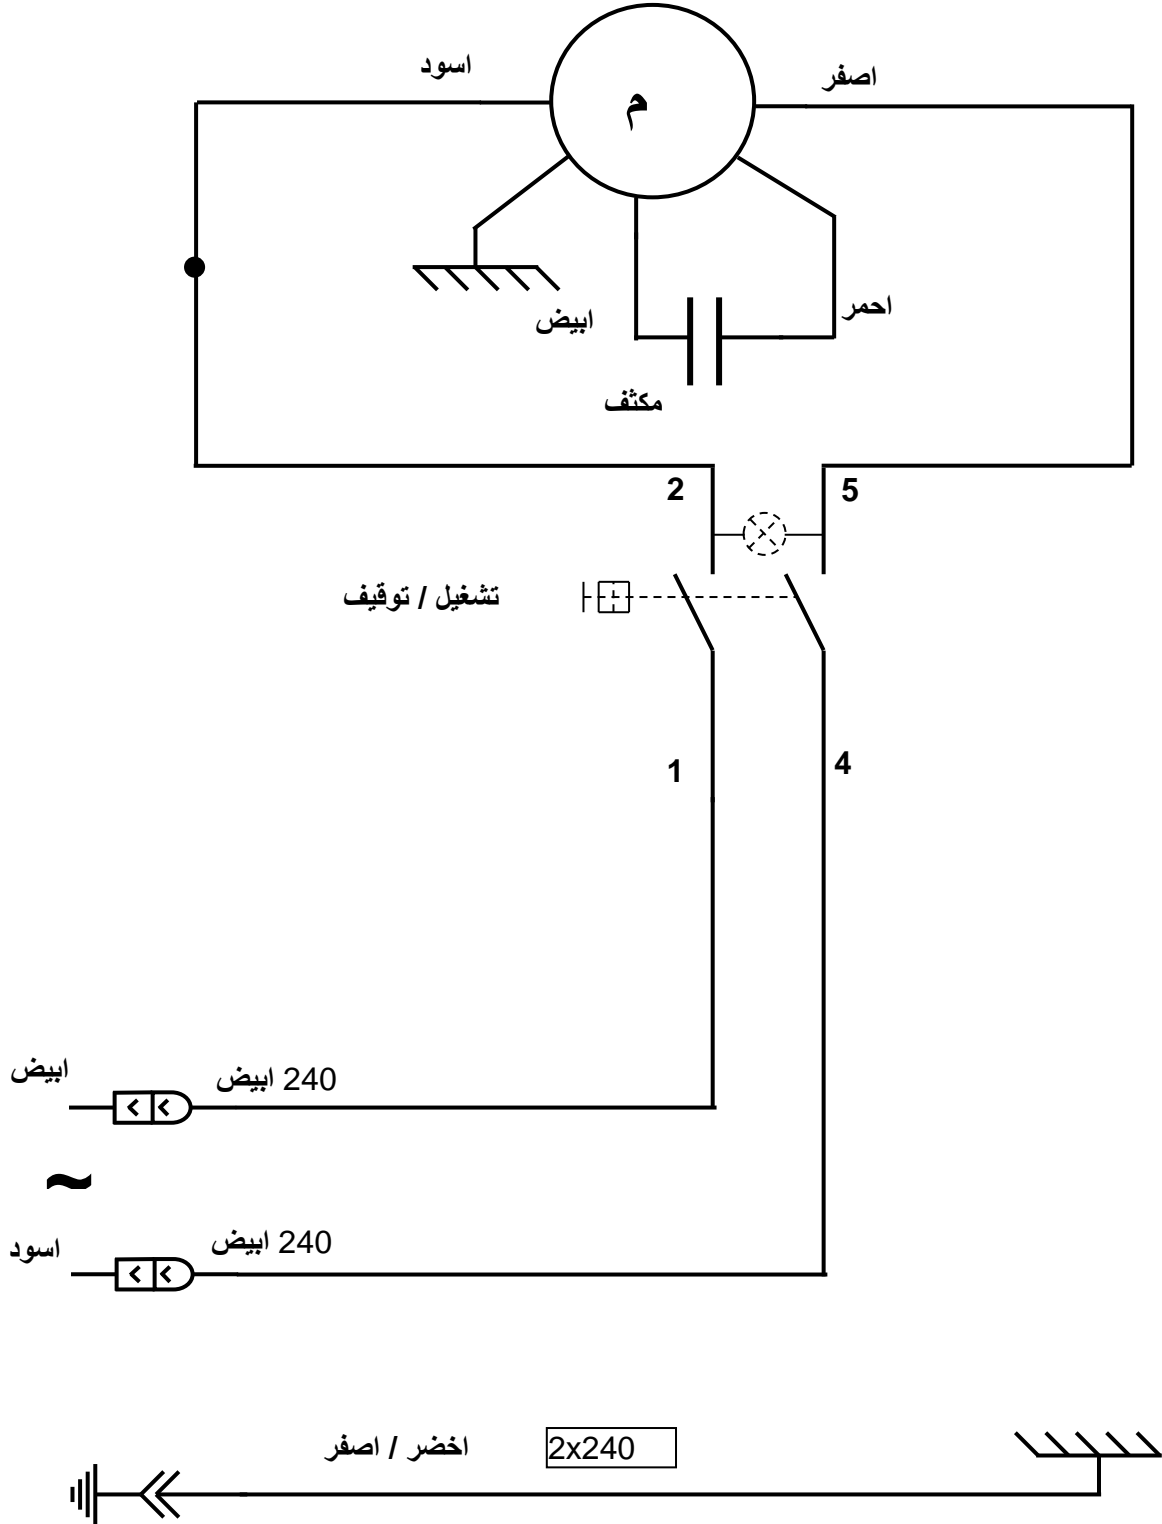 اسود
اصفر
م
ابيض
احمر
مكثف
2
5
تشغيل / توقيف
1
4
ابيض
240 ابيض
~
اسود
240 ابيض
اخضر / اصفر
2x240